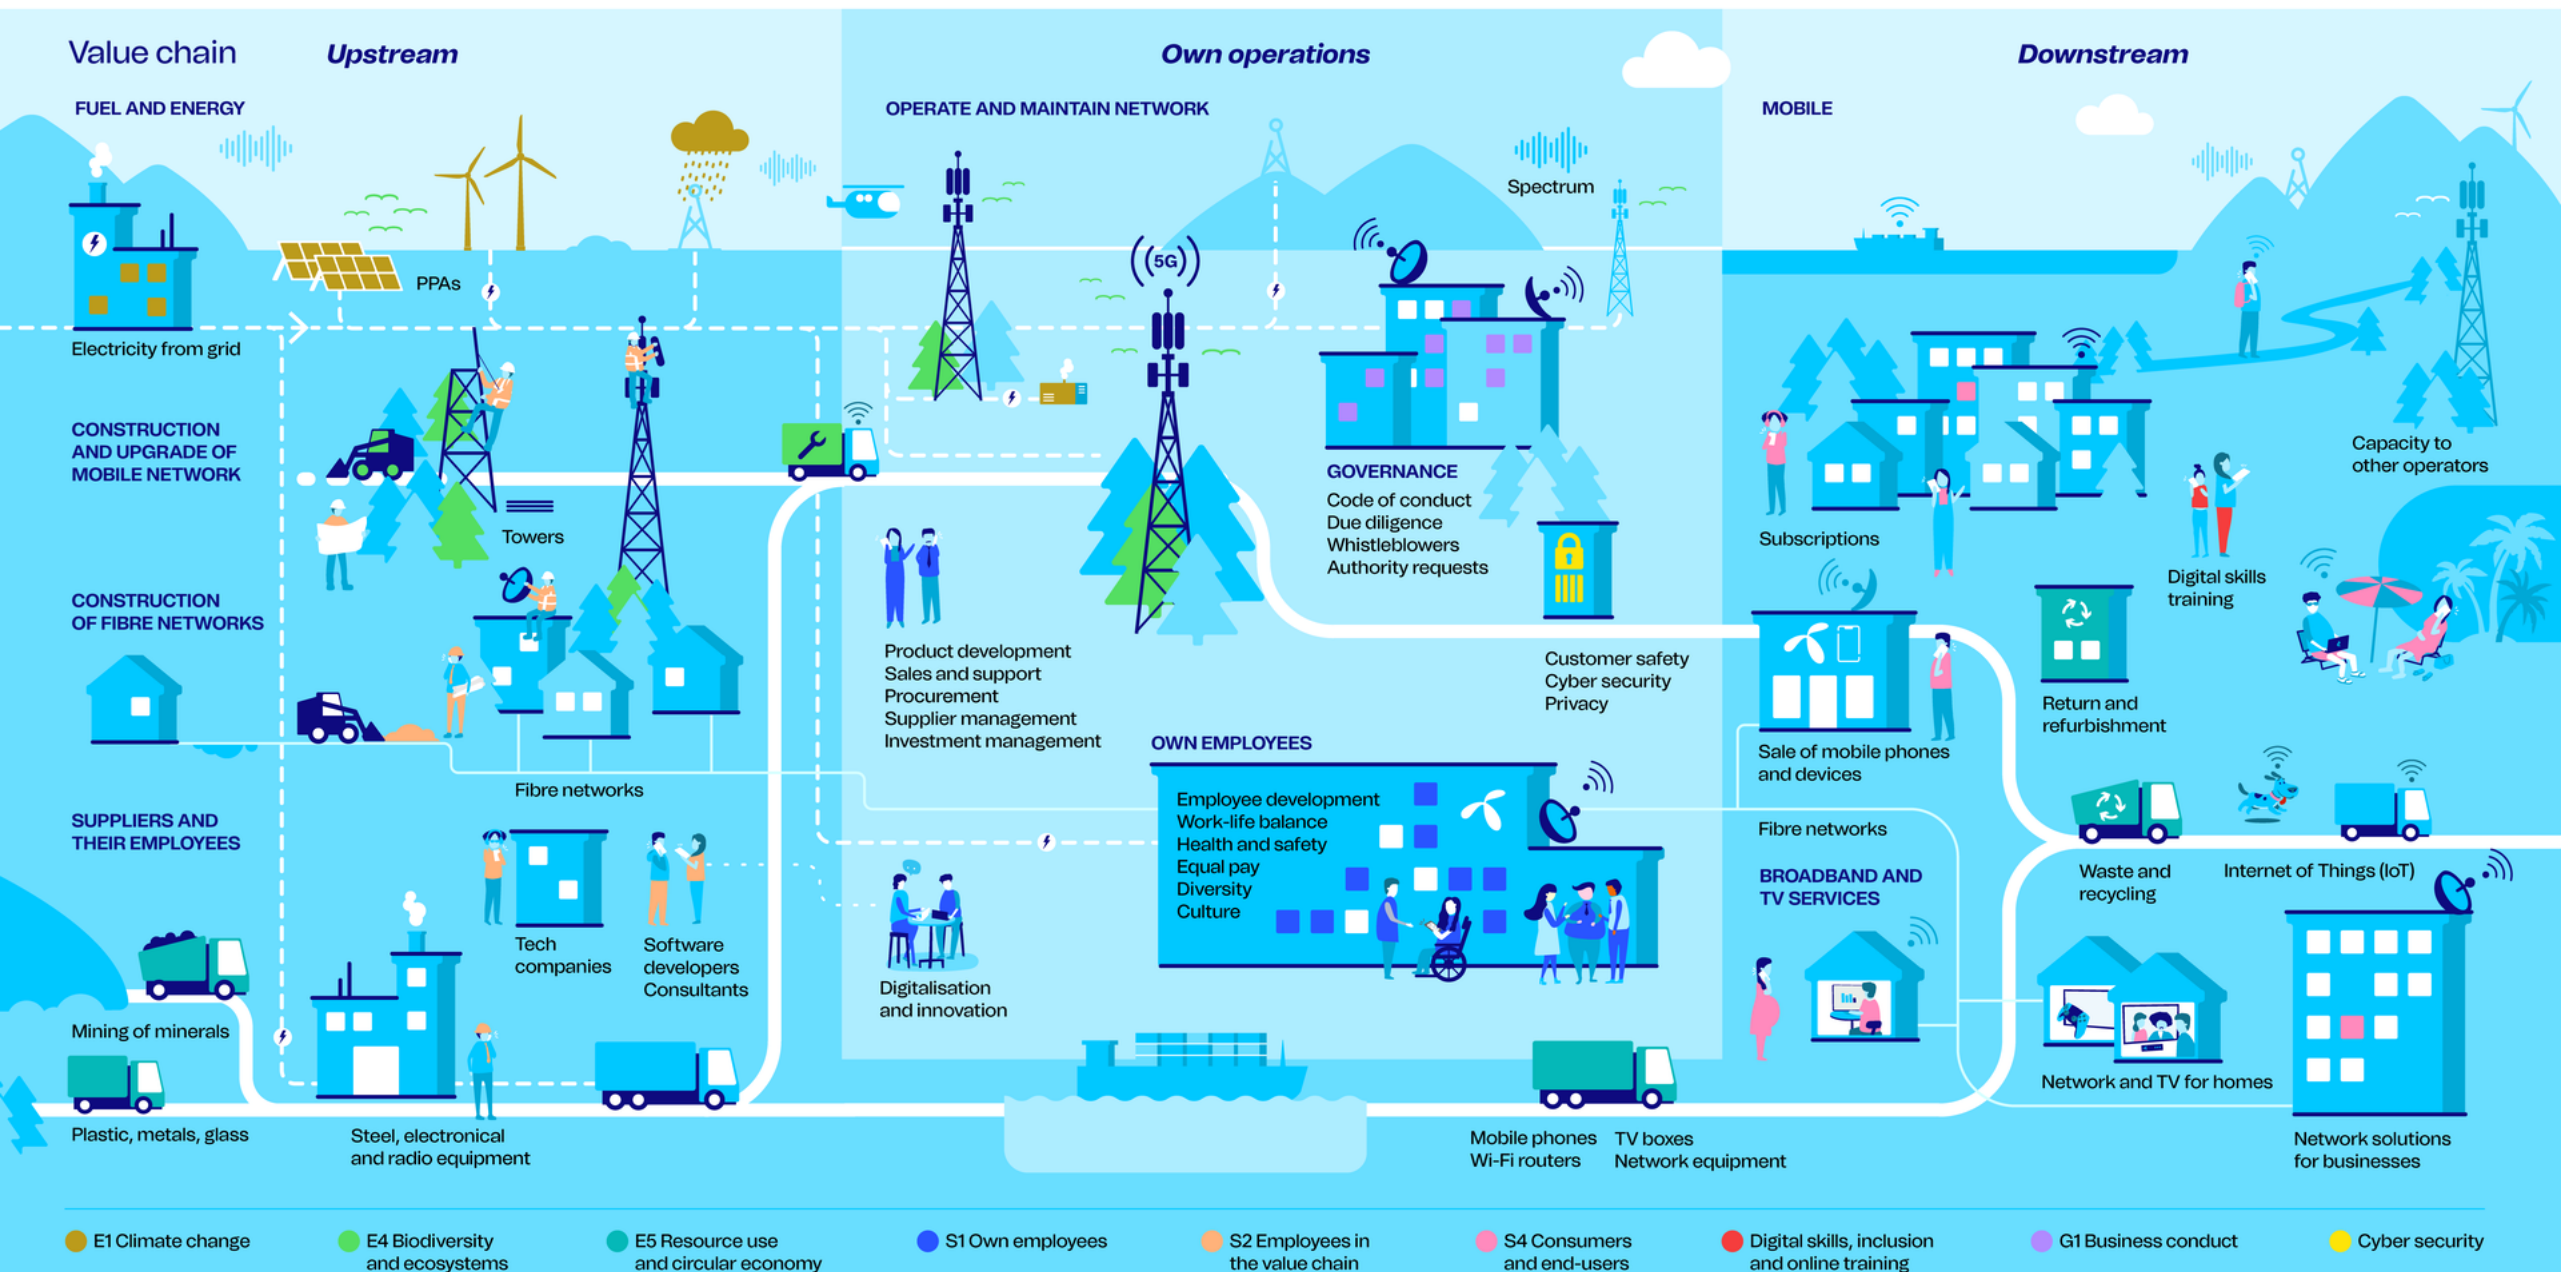 Value chain
Upstream
Own operations
Downstream
FUEL AND ENERGY
PPAs
Electricity from grid
CONSTRUCTION
AND UPGRADE OF
MOBILE NETWORK
Towers
CONSTRUCTION
OF FIBRE NETWORKS
Fibre networks
SUPPLIERS AND
THEIR EMPLOYEES
Tech
companies
Software
developers
Consultants
Mining of minerals
Plastic, metals, glass
Steel, electronical
and radio equipment
OPERATE AND MAINTAIN NETWORK
Spectrum
5G
GOVERNANCE
Code of conduct
Due diligence
Whistleblowers
Authority requests
Product development
Sales and support
Procurement
Supplier management
Investment management
Customer safety
Cyber security
Privacy
OWN EMPLOYEES
Employee development
Work-life balance
Health and safety
Equal pay
Diversity
Culture
Digitalisation
and innovation
Mobile phones
Wi-Fi routers
TV boxes
Network equipment
MOBILE
Capacity to
other operators
Subscriptions
Digital skills
training
Return and
refurbishment
Sale of mobile phones
and devices
Fibre networks
Waste and
recycling
Internet of Things (IoT)
BROADBAND AND
TV SERVICES
Network and TV for homes
Network solutions
for businesses
E1 Climate change
E4 Biodiversity
and ecosystems
E5 Resource use
and circular economy
S1 Own employees
S2 Employees in
the value chain
S4 Consumers
and end-users
Digital skills, inclusion
and online training
G1 Business conduct
Cyber security